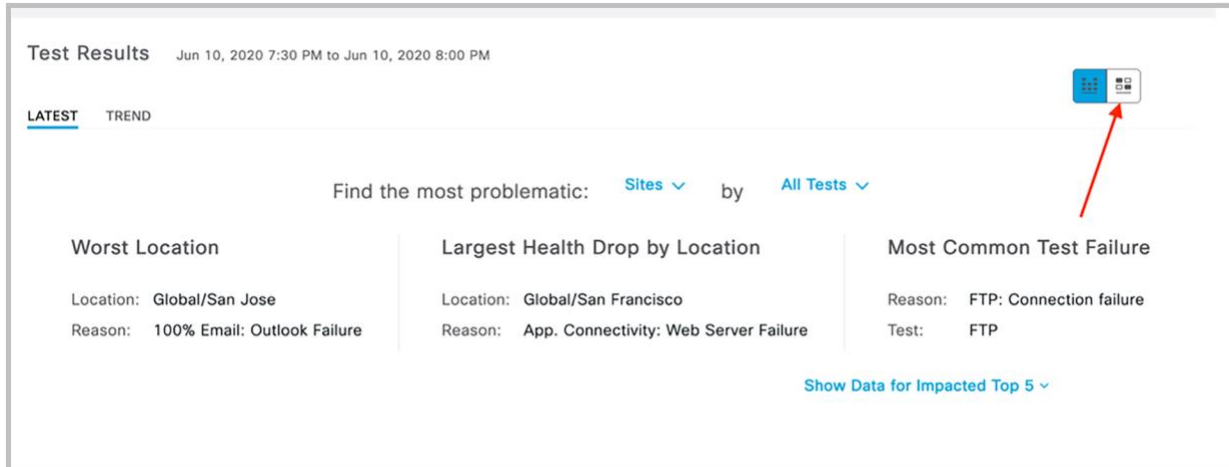 Test Results Jun 10, 2020 7:30 PM to Jun 10, 2020 8:00 PM
LATEST TREND
Find the most problematic: Sites by All Tests
Worst Location
Location: Global/San Jose
Reason: 100% Email: Outlook Failure
Largest Health Drop by Location
Location: Global/San Francisco
Reason: App. Connectivity: Web Server Failure
Most Common Test Failure
Reason: FTP: Connection failure
Test: FTP
Show Data for Impacted Top 5